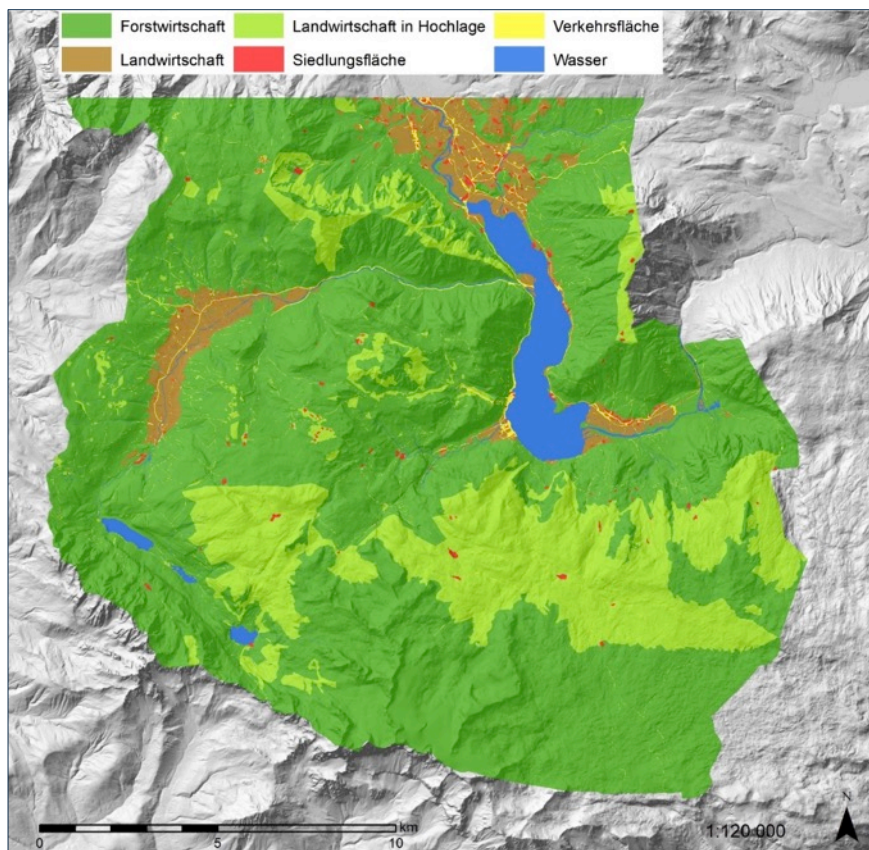 Forstwirtschaft Landwirtschaft in Hochlage Verkehrsfläche
Landwirtschaft Siedlungsfläche Wasser
N
km
0 5 10
1:120.000